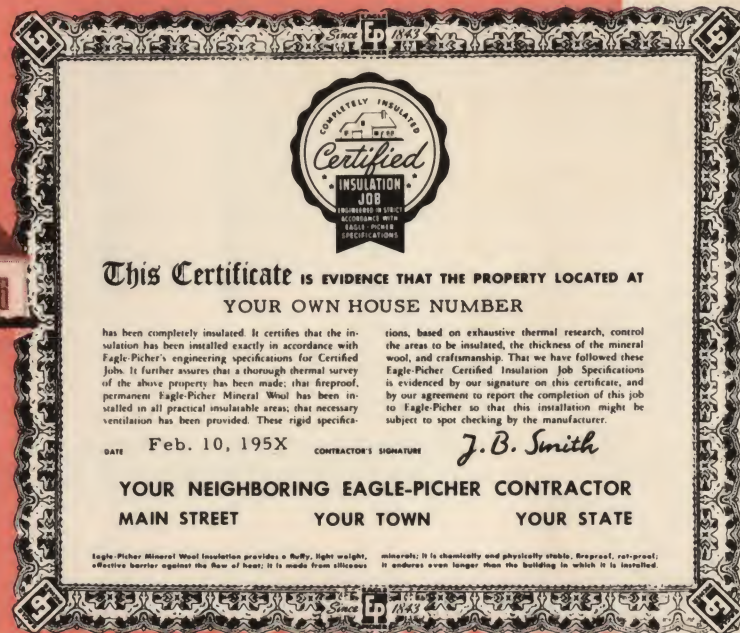 EAGLE
Since EP 1843
PICHER
COMPLETELY INSULATED
Certified
INSULATION
JOB
ENGINEERED IN STRICT
ACCORDANCE WITH
EAGLE-PICHER
SPECIFICATIONS
This Certificate IS EVIDENCE THAT THE PROPERTY LOCATED AT
YOUR OWN HOUSE NUMBER
has been completely insulated. It certifies that the in-
sulation has been installed exactly in accordance with
Eagle-Picher's engineering specifications for Certified
Jobs. It further assures that a thorough thermal survey
of the above property has been made; that fireproof,
permanent Eagle-Picher Mineral Wool has been in-
stalled in all practical insulatable areas; that necessary
ventilation has been provided. These rigid specifica-
tions, based on exhaustive thermal research, control
the areas to be insulated, the thickness of the mineral
wool, and craftsmanship. That we have followed these
Eagle-Picher Certified Insulation Job Specifications
is evidenced by our signature on this certificate, and
by our agreement to report the completion of this job
to Eagle-Picher so that this installation might be
subject to spot checking by the manufacturer.
DATE Feb. 10, 195X CONTRACTOR'S SIGNATURE J.B. Smith
YOUR NEIGHBORING EAGLE-PICHER CONTRACTOR
MAIN STREET YOUR TOWN YOUR STATE
Eagle-Picher Mineral Wool Insulation provides a fluffy, light weight,
effective barrier against the flow of heat; it is made from siliceous
minerals; it is chemically and physically stable, fireproof, rot-proof;
it endures even longer than the building in which it is installed.
Since EP 1843
PICHER